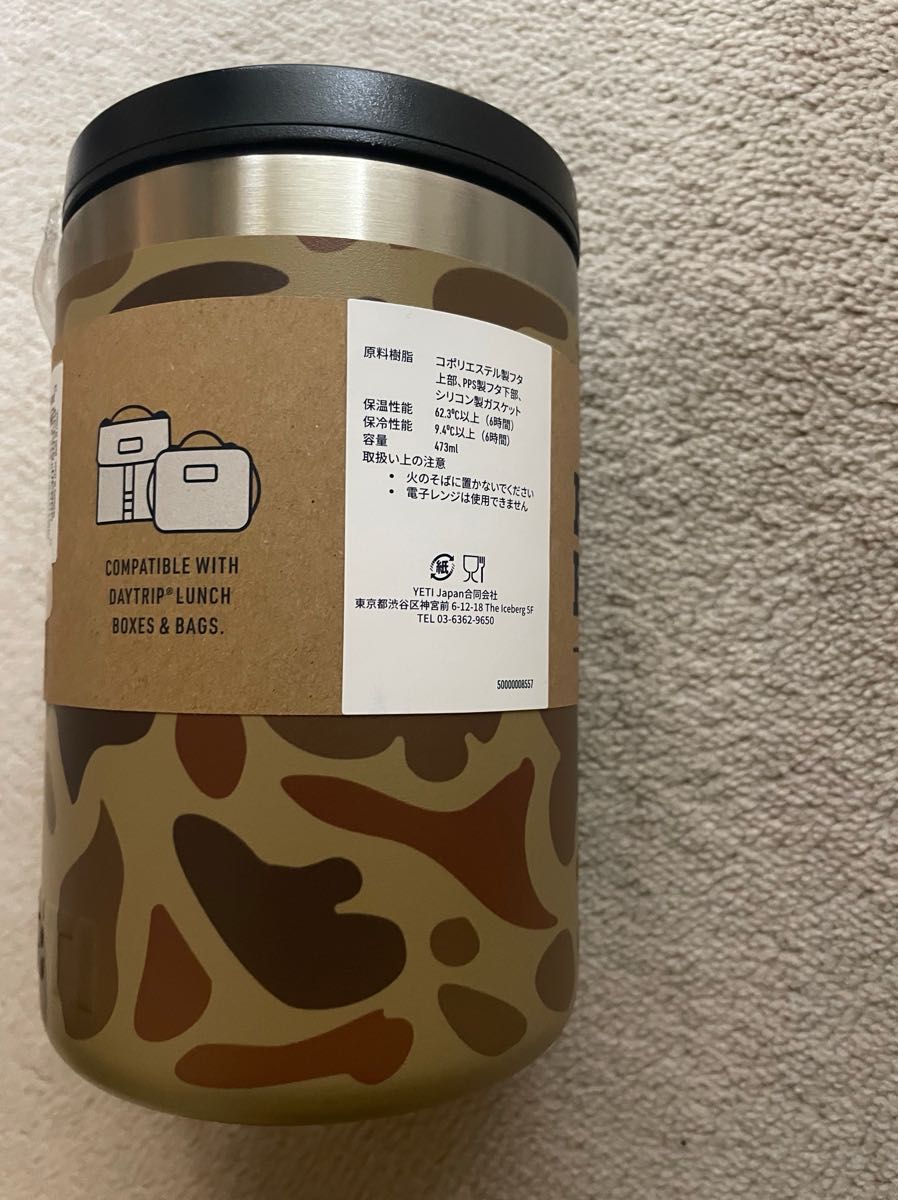 COMPATIBLE WITH
DAYTRIP® LUNCH
BOXES & BAGS.
原料樹脂 コポリエステル製フタ
上部、PPS製フタ下部、
シリコン製ガスケット
保温性能 62.3℃以上（6時間）
保冷性能 9.4℃以上（6時間）
容量 473ml
取扱い上の注意
• 火のそばに置かないでください
• 電子レンジは使用できません
紙
YETI Japan合同会社
東京都渋谷区神宮前 6-12-18 The Iceberg 5F
TEL 03-6362-9650
50000008557